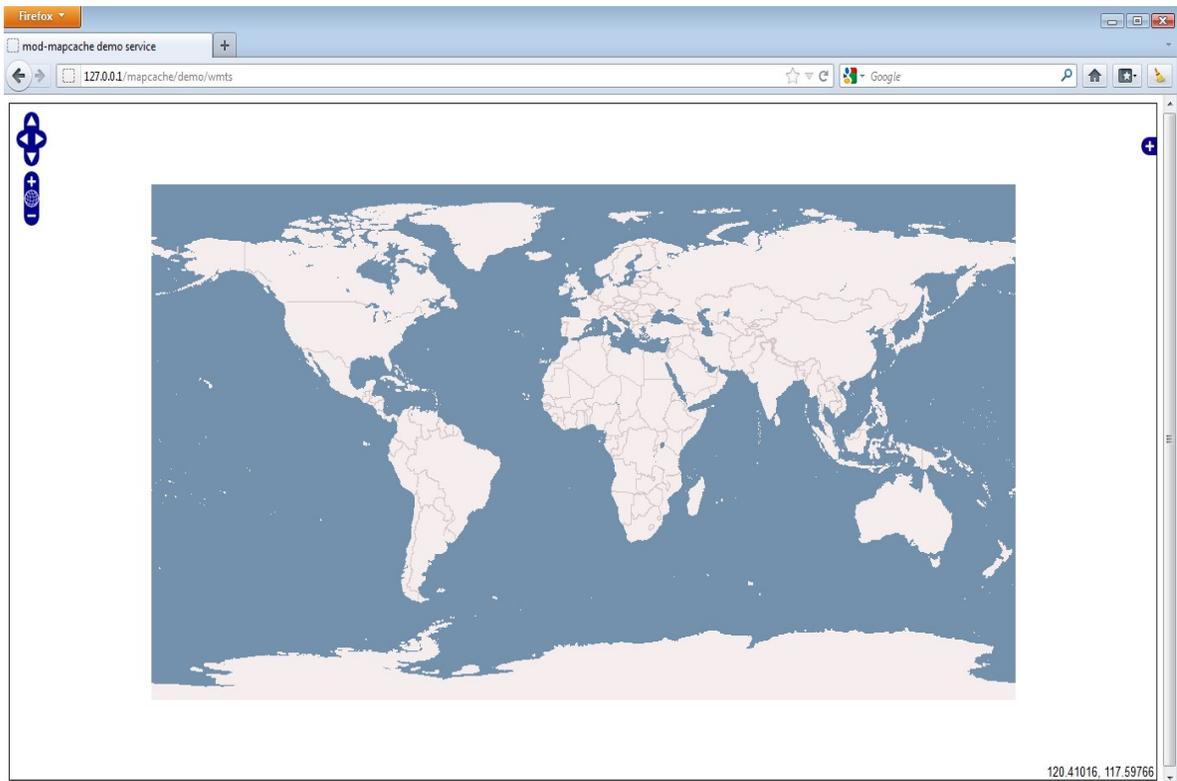 Firefox
mod-mapcache demo service
127.0.0.1/mapcache/demo/wmts
Google
120.41016, 117.59766